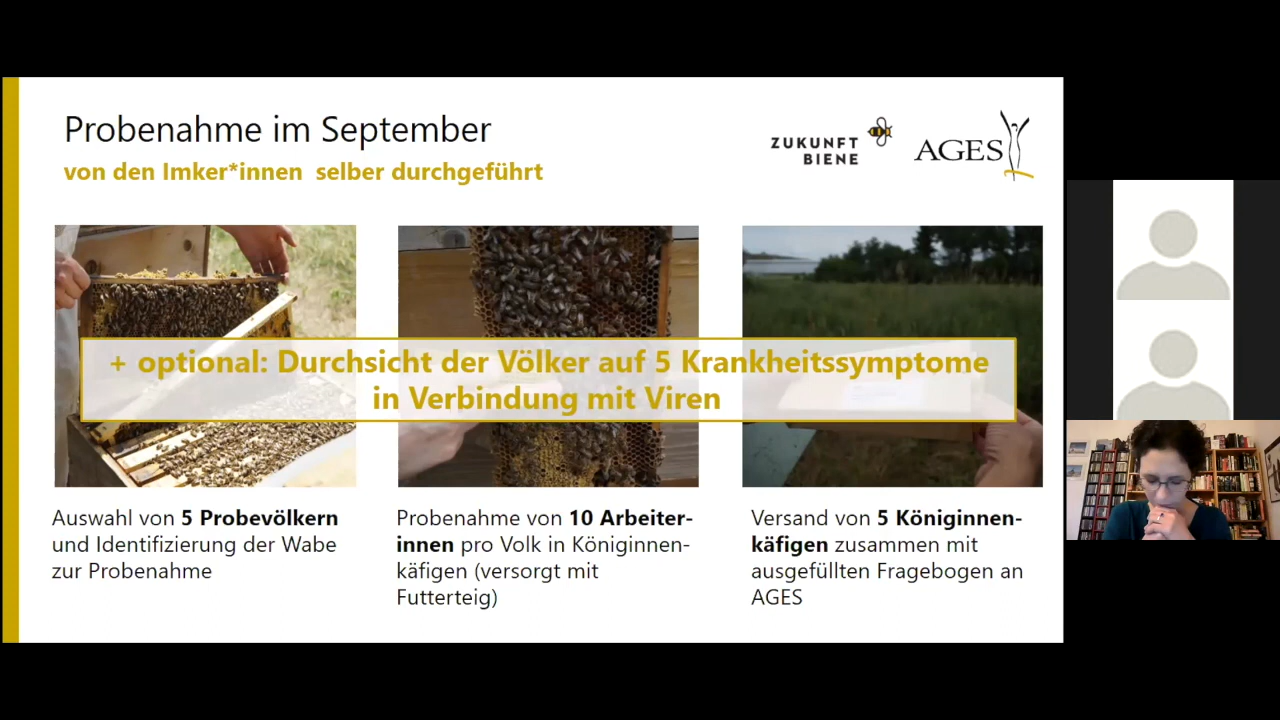 Probenahme im September
von den Imker*innen selber durchgeführt
ZUKUNFT
BIENE
AGES
+ optional: Durchsicht der Völker auf 5 Krankheitssymptome
in Verbindung mit Viren
Auswahl von 5 Probevölkern
und Identifizierung der Wabe
zur Probenahme
Probenahme von 10 Arbeiter-
innen pro Volk in Königinnen-
käfigen (versorgt mit
Futterteig)
Versand von 5 Königinnen-
käfigen zusammen mit
ausgefüllten Fragebogen an
AGES